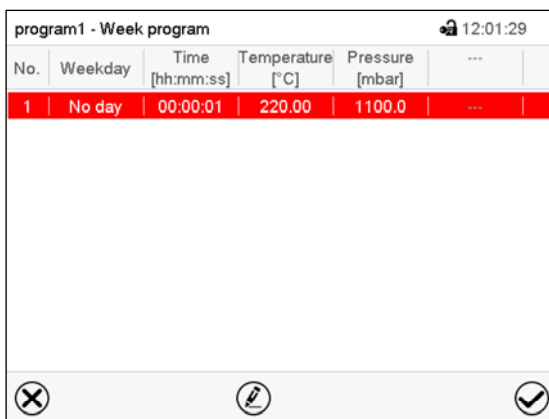 program1 - Week program 12:01:29
No. Weekday Time [hh:mm:ss] Temperature [°C] Pressure [mbar] ---
1 No day 00:00:01 220.00 1100.0 ---